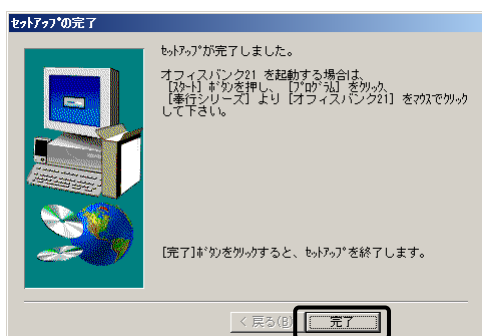 ｾｯﾄｱｯﾌﾟの完了
ｾｯﾄｱｯﾌﾟが完了しました。
オフィスバンク21 を起動する場合は、
[ｽﾀｰﾄ] ﾎﾞﾀﾝを押し、 [ﾌﾟﾛｸﾞﾗﾑ] をｸﾘｯｸ、
[奉行シリーズ] より [オフィスバンク21] をﾏｳｽでｸﾘｯｸ
して下さい。
[完了]ﾎﾞﾀﾝをｸﾘｯｸすると、ｾｯﾄｱｯﾌﾟを終了します。
< 戻る(B)
完了